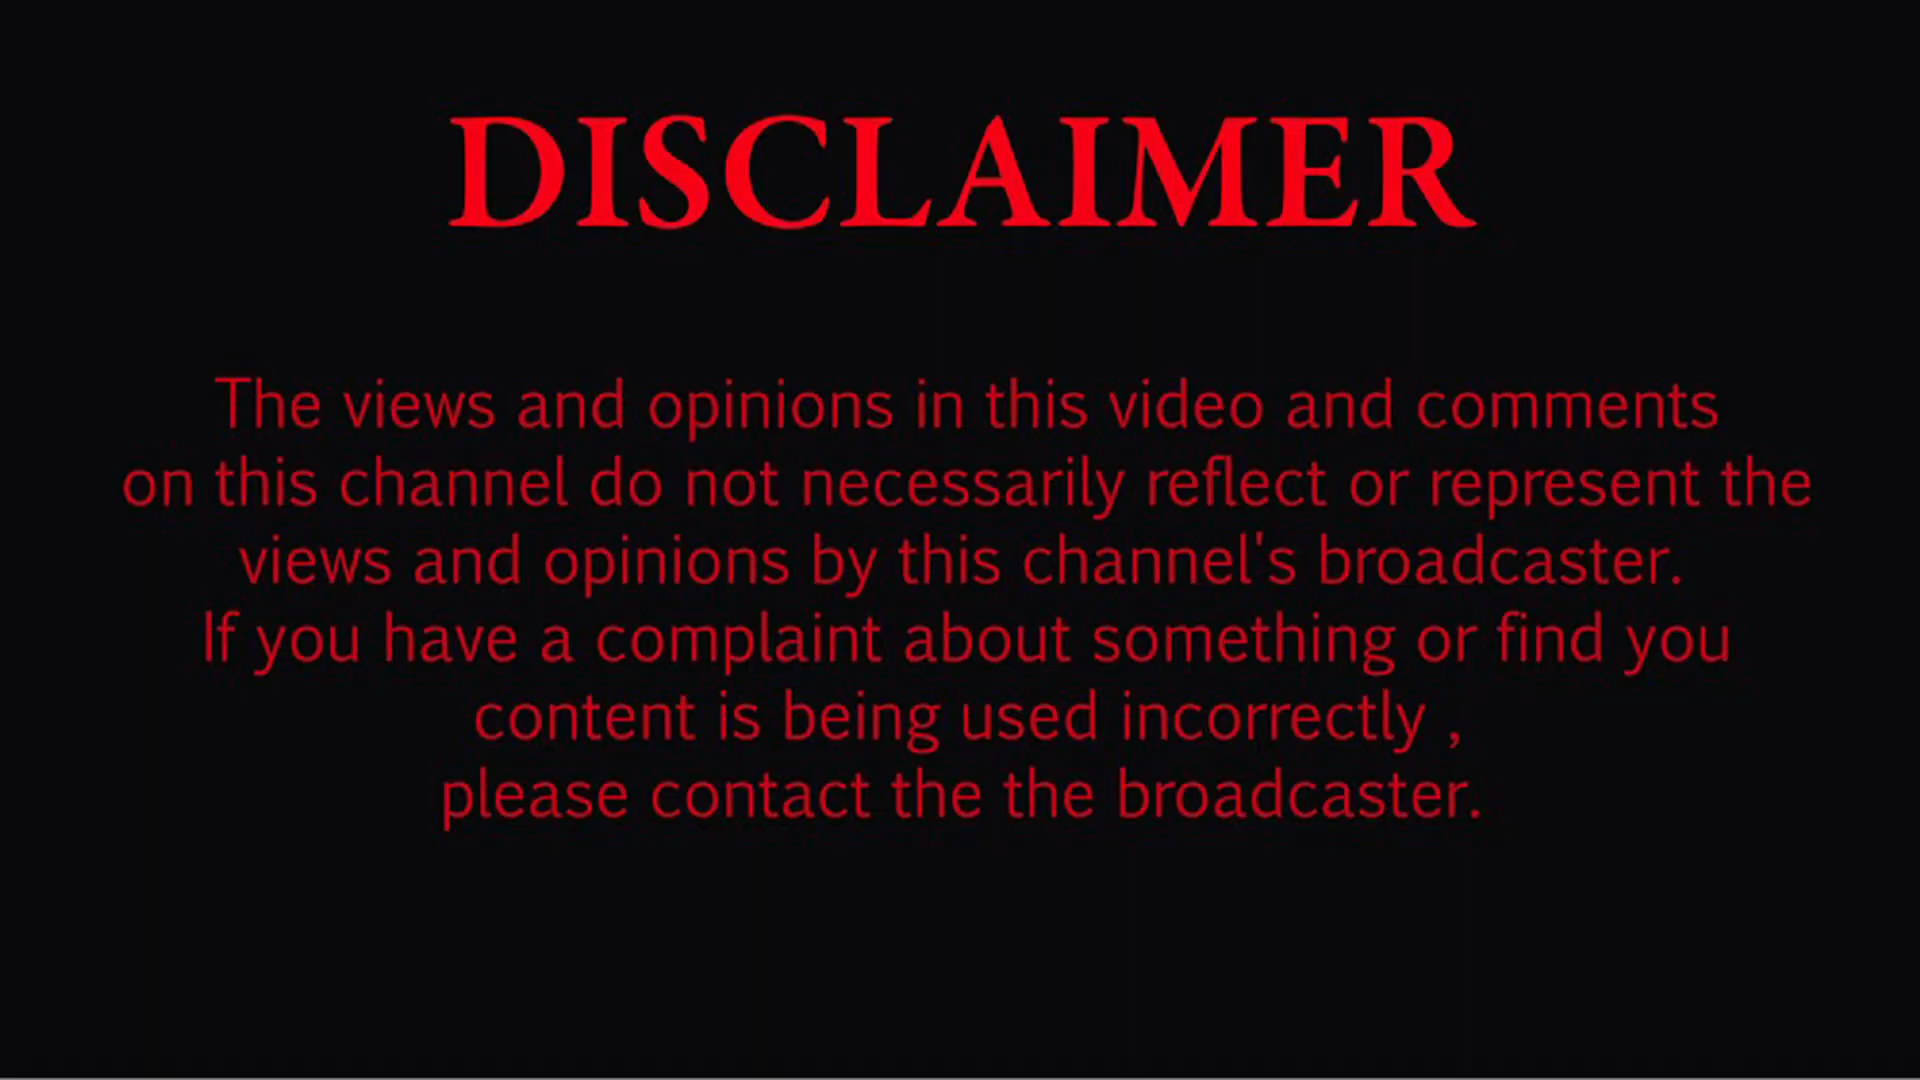 DISCLAIMER
The views and opinions in this video and comments
on this channel do not necessarily reflect or represent the
views and opinions by this channel's broadcaster.
If you have a complaint about something or find you
content is being used incorrectly ,
please contact the the broadcaster.